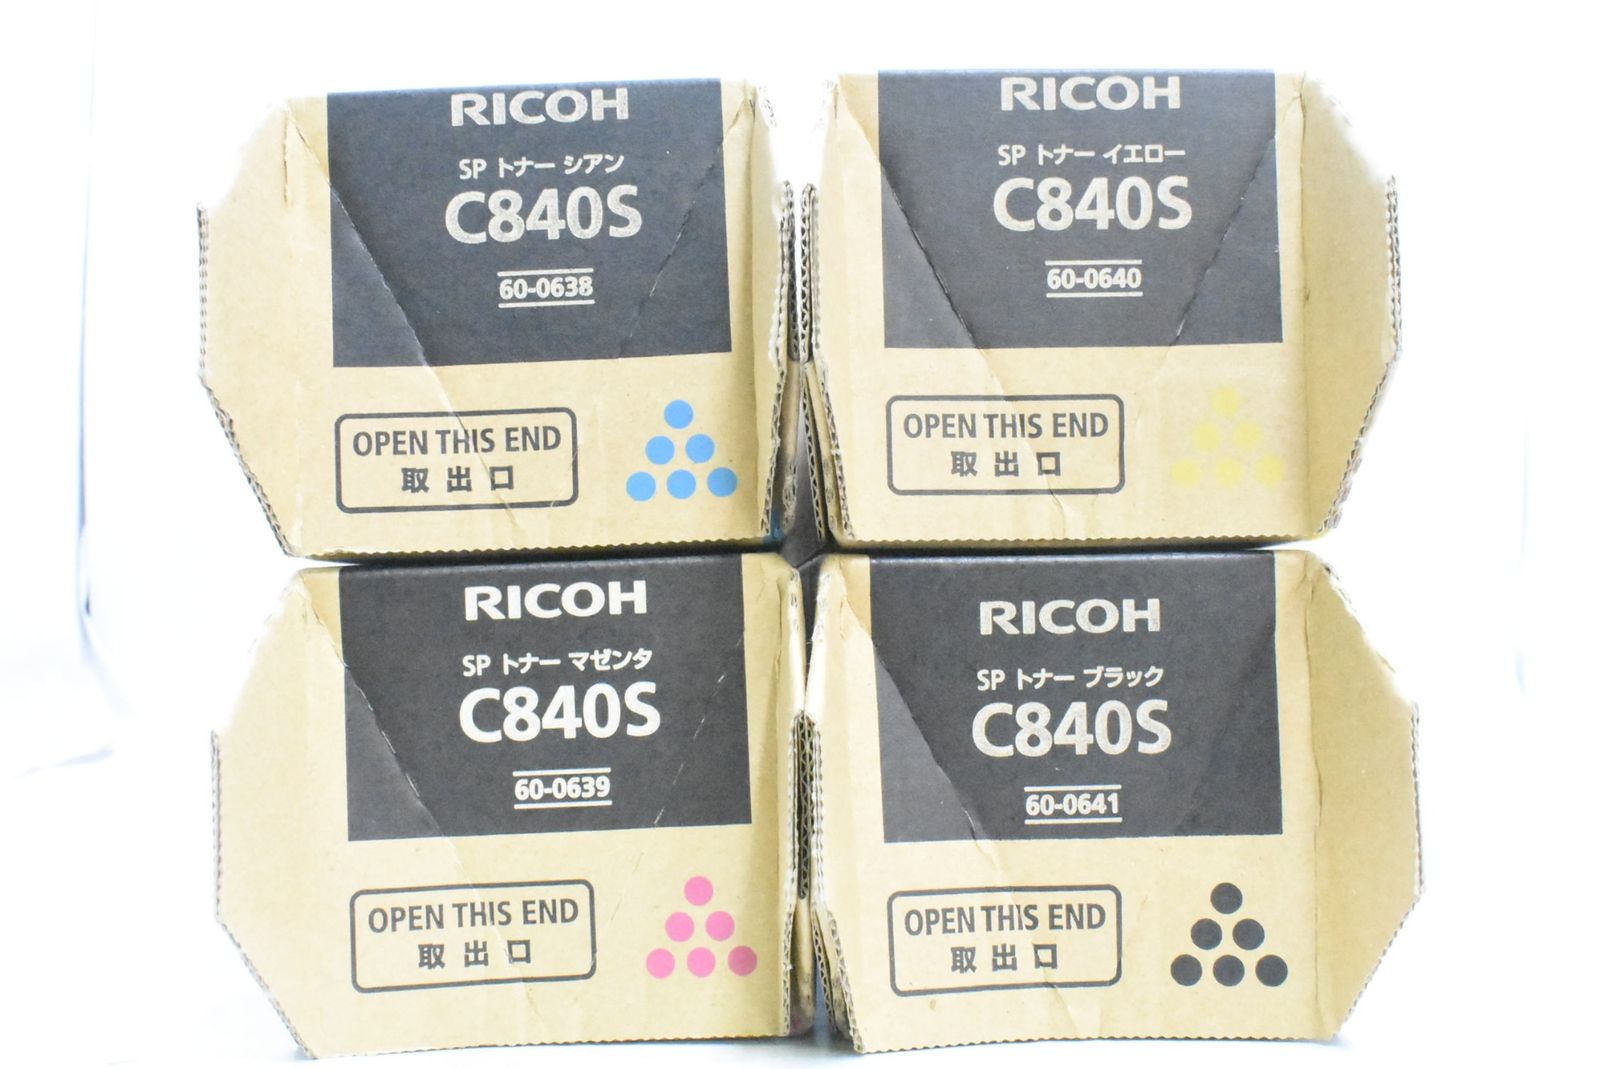 RICOH
SP トナー シアン
C840S
60-0638
OPEN THIS END
取出口
RICOH
SP トナー イエロー
C840S
60-0640
OPEN THIS END
取出口
RICOH
SP トナー マゼンタ
C840S
60-0639
OPEN THIS END
取出口
RICOH
SP トナー ブラック
C840S
60-0641
OPEN THIS END
取出口